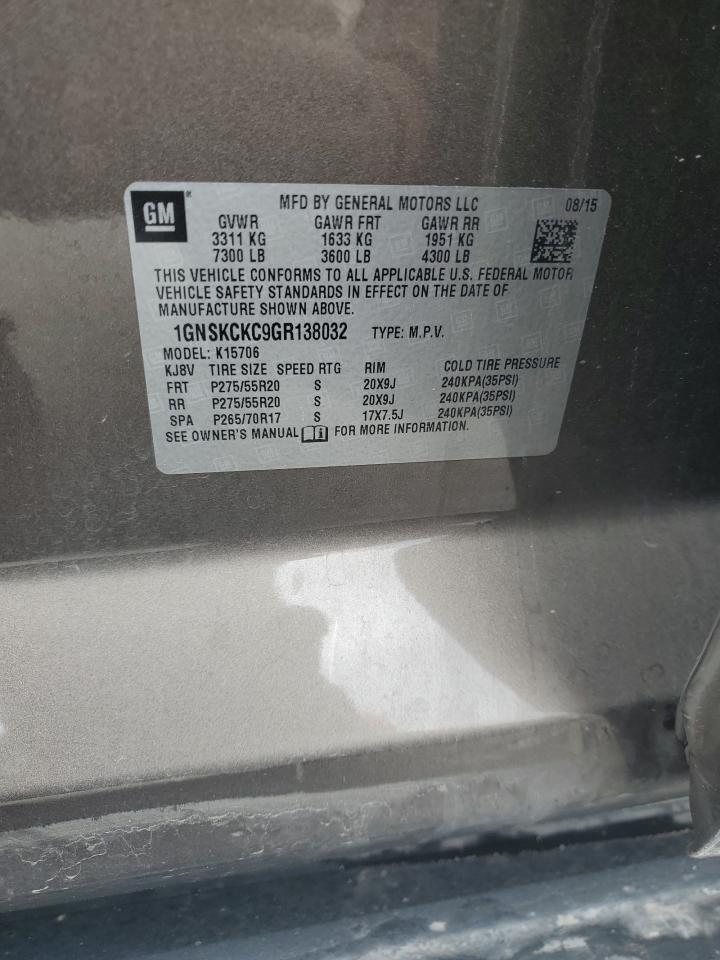 GM
MFD BY GENERAL MOTORS LLC 08/15
GVWR GAWR FRT GAWR RR
3311 KG 1633 KG 1951 KG
7300 LB 3600 LB 4300 LB
THIS VEHICLE CONFORMS TO ALL APPLICABLE U.S. FEDERAL MOTOR
VEHICLE SAFETY STANDARDS IN EFFECT ON THE DATE OF
MANUFACTURE SHOWN ABOVE.
1GNSKCKC9GR138032 TYPE: M.P.V.
MODEL: K15706
KJ8V TIRE SIZE SPEED RTG RIM COLD TIRE PRESSURE
FRT P275/55R20 S 20X9J 240KPA(35PSI)
RR P275/55R20 S 20X9J 240KPA(35PSI)
SPA P265/70R17 S 17X7.5J 240KPA(35PSI)
SEE OWNER'S MANUAL FOR MORE INFORMATION.